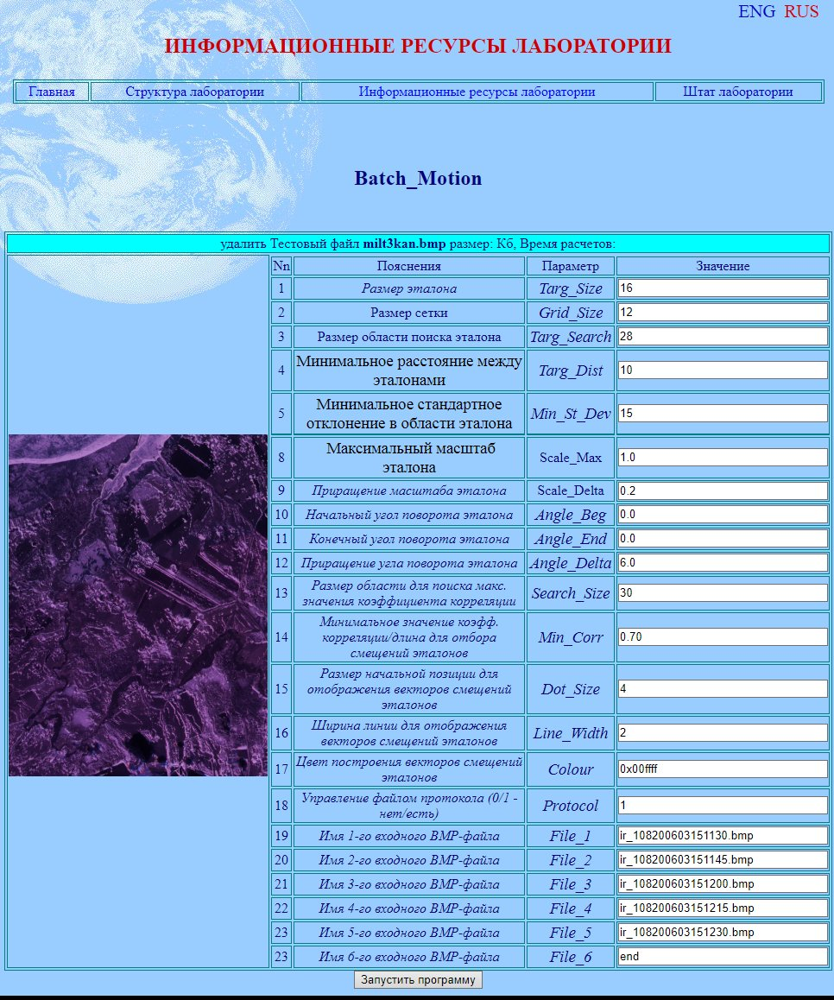 ENG RUS
ИНФОРМАЦИОННЫЕ РЕСУРСЫ ЛАБОРАТОРИИ
Главная Структура лаборатории Информационные ресурсы лаборатории Штат лаборатории
Batch_Motion
удалить Тестовый файл milt3kan.bmp размер: Кб, Время расчетов:
Nn Пояснения Параметр Значение
1 Размер эталона Targ_Size 16
2 Размер сетки Grid_Size 12
3 Размер области поиска эталона Targ_Search 28
4 Минимальное расстояние между
эталонами Targ_Dist 10
5 Минимальное стандартное
отклонение в области эталона Min_St_Dev 15
8 Максимальный масштаб
эталона Scale_Max 1.0
9 Приращение масштаба эталона Scale_Delta 0.2
10 Начальный угол поворота эталона Angle_Beg 0.0
11 Конечный угол поворота эталона Angle_End 0.0
12 Приращение угла поворота эталона Angle_Delta 6.0
13 Размер области для поиска макс.
значения коэффициента корреляции Search_Size 30
14 Минимальное значение коэфф.
корреляции/длина для отбора
смещений эталонов Min_Corr 0.70
15 Размер начальной позиции для
отображения векторов смещений
эталонов Dot_Size 4
16 Ширина линии для отображения
векторов смещений эталонов Line_Width 2
17 Цвет построения векторов смещений
эталонов Colour 0x00ffff
18 Управление файлом протокола (0/1 -
нет/есть) Protocol 1
19 Имя 1-го входного BMP-файла File_1 ir_108200603151130.bmp
20 Имя 2-го входного BMP-файла File_2 ir_108200603151145.bmp
21 Имя 3-го входного BMP-файла File_3 ir_108200603151200.bmp
22 Имя 4-го входного BMP-файла File_4 ir_108200603151215.bmp
23 Имя 5-го входного BMP-файла File_5 ir_108200603151230.bmp
23 Имя 6-го входного BMP-файла File_6 end
Запустить программу